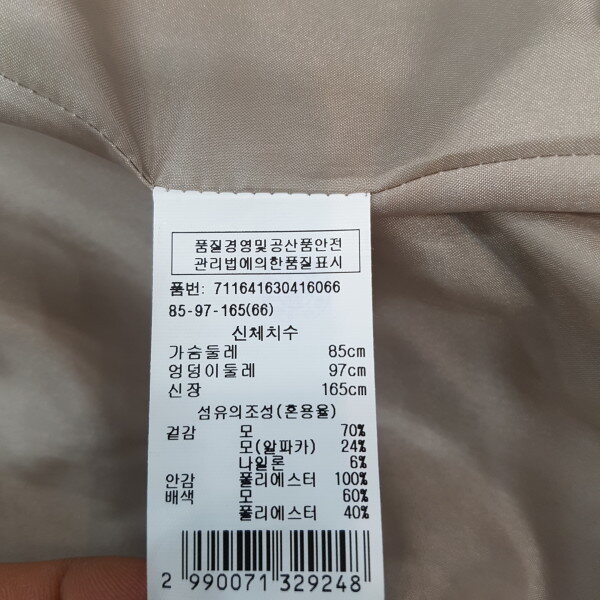 품질경영및공산품안전
관리법에의한품질표시
품번: 711641630416066
85-97-165(66)
신체치수
가슴둘레 85cm
엉덩이둘레 97cm
신장 165cm
섬유의조성(혼용율)
겉감 모 70%
모(알파카) 24%
나일론 6%
안감 폴리에스터 100%
배색 모 60%
폴리에스터 40%
2 990071 329248